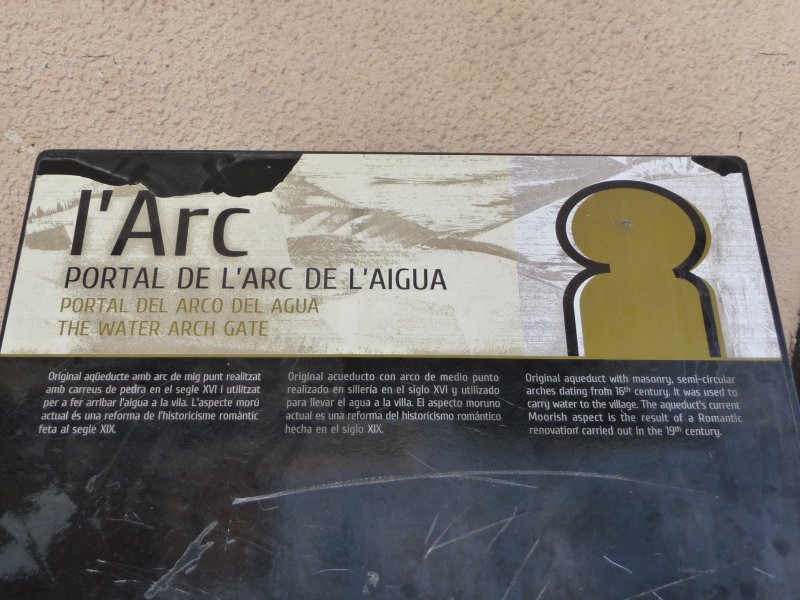 l'Arc
PORTAL DE L'ARC DE L'AIGUA
PORTAL DEL ARCO DEL AGUA
THE WATER ARCH GATE
Original aqüeducte amb arc de mig punt realitzat
amb carreus de pedra en el segle XVI i utilitzat
per a fer arribar l'aigua a la vila. L'aspecte morú
actual és una reforma de l'historicisme romàntic
feta al segle XIX.
Original acueducto con arco de medio punto
realizado en sillería en el siglo XVI y utilizado
para llevar el agua a la villa. El aspecto moruno
actual es una reforma del historicismo romántico
hecha en el siglo XIX.
Original aqueduct with masonry, semi-circular
arches dating from 16th century. It was used to
carry water to the village. The aqueduct's current
Moorish aspect is the result of a Romantic
renovation carried out in the 19th century.